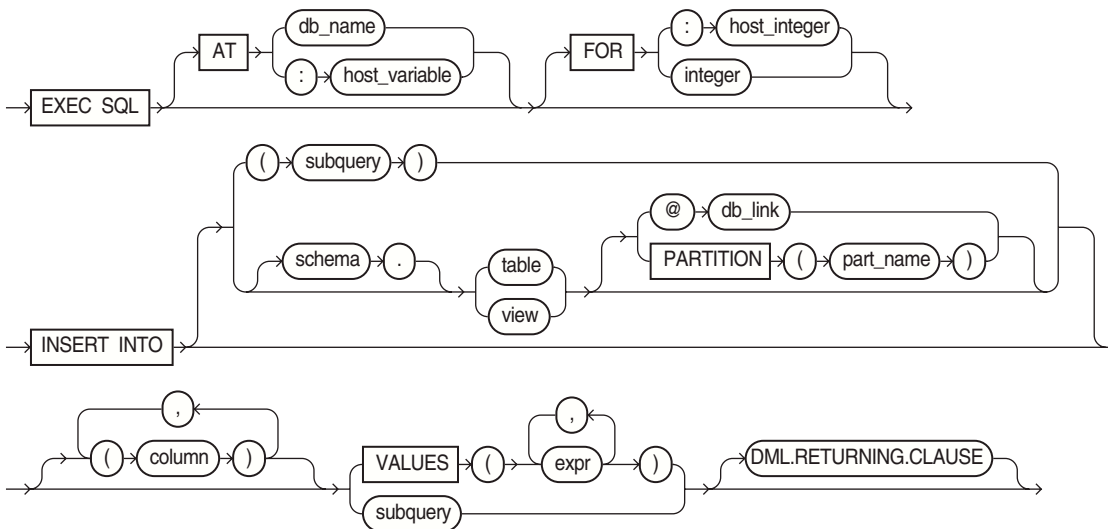 db_name : host_integer
AT FOR
: host_variable integer
EXEC SQL
( subquery )
@ db_link
schema . table PARTITION ( part_name )
view
INSERT INTO
, ,
( column ) VALUES ( expr ) DML.RETURNING.CLAUSE
subquery